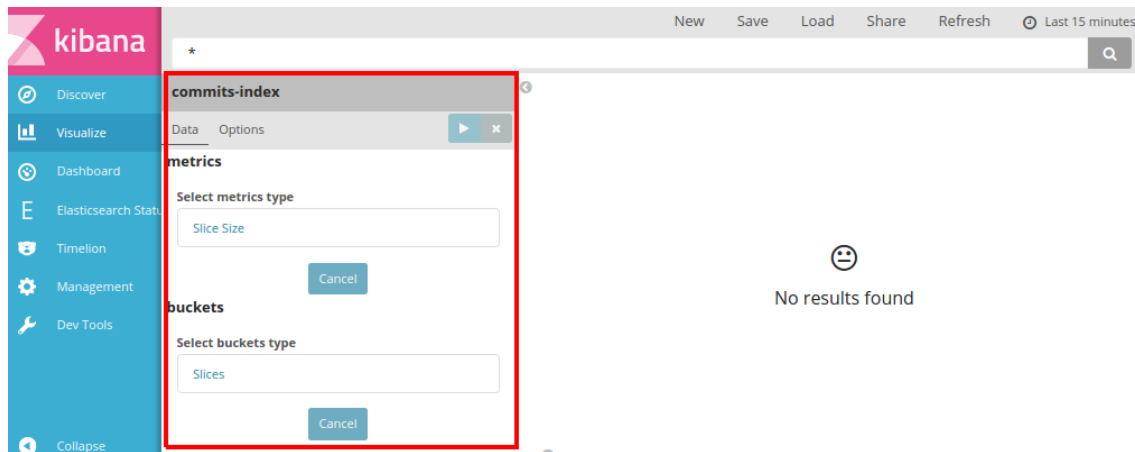 kibana
New Save Load Share Refresh Last 15 minutes
*
Discover
Visualize
Dashboard
E Elasticsearch Statu
Timelion
Management
Dev Tools
Collapse
commits-index
Data Options
metrics
Select metrics type
Slice Size
Cancel
buckets
Select buckets type
Slices
Cancel
No results found